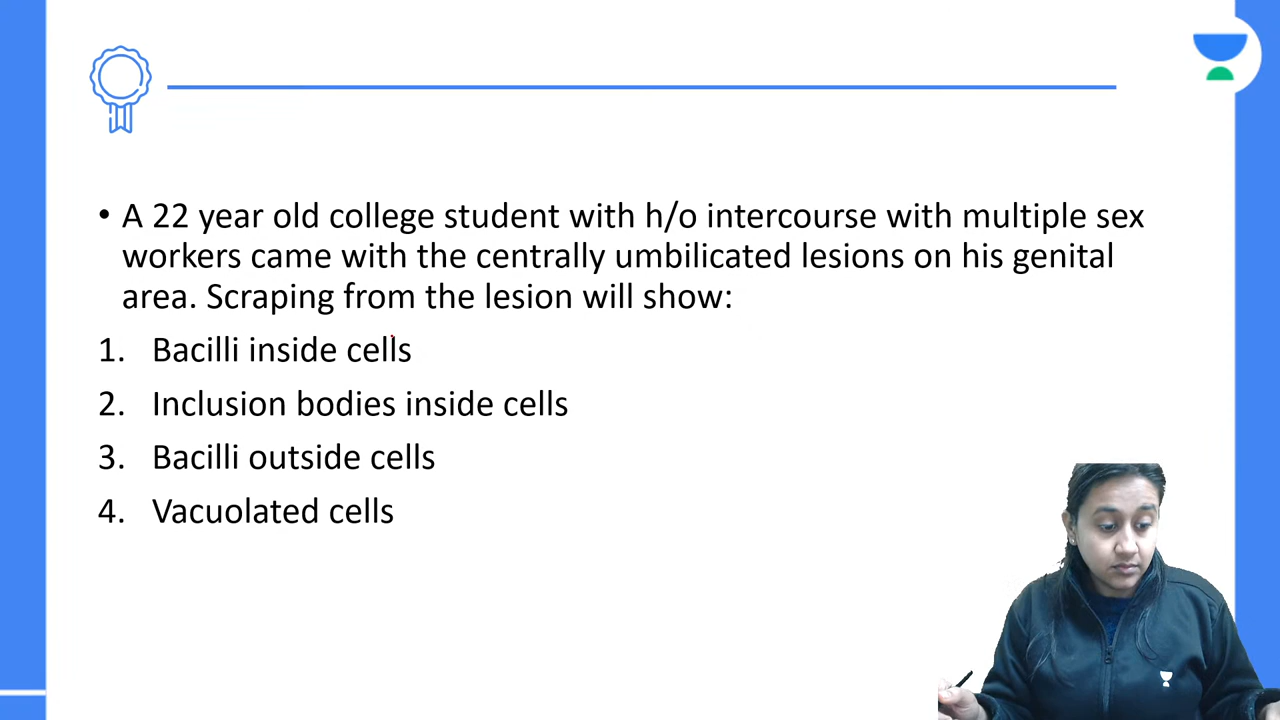 • A 22 year old college student with h/o intercourse with multiple sex
workers came with the centrally umbilicated lesions on his genital
area. Scraping from the lesion will show:
1. Bacilli inside cells
2. Inclusion bodies inside cells
3. Bacilli outside cells
4. Vacuolated cells